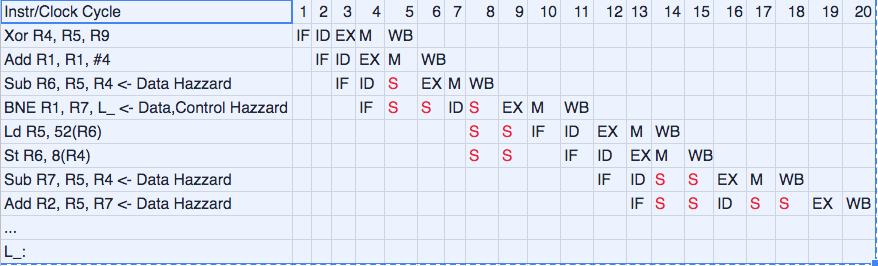 Instr/Clock Cycle 1 2 3 4 5 6 7 8 9 10 11 12 13 14 15 16 17 18 19 20
Xor R4, R5, R9 IF ID EX M WB
Add R1, R1, #4 IF ID EX M WB
Sub R6, R5, R4 <- Data Hazzard IF ID S EX M WB
BNE R1, R7, L_ <- Data,Control Hazzard IF S S ID S EX M WB
Ld R5, 52(R6) S S IF ID EX M WB
St R6, 8(R4) S S IF ID EX M WB
Sub R7, R5, R4 <- Data Hazzard IF ID S S EX M WB
Add R2, R5, R7 <- Data Hazzard IF S S ID S S EX WB
...
L_: